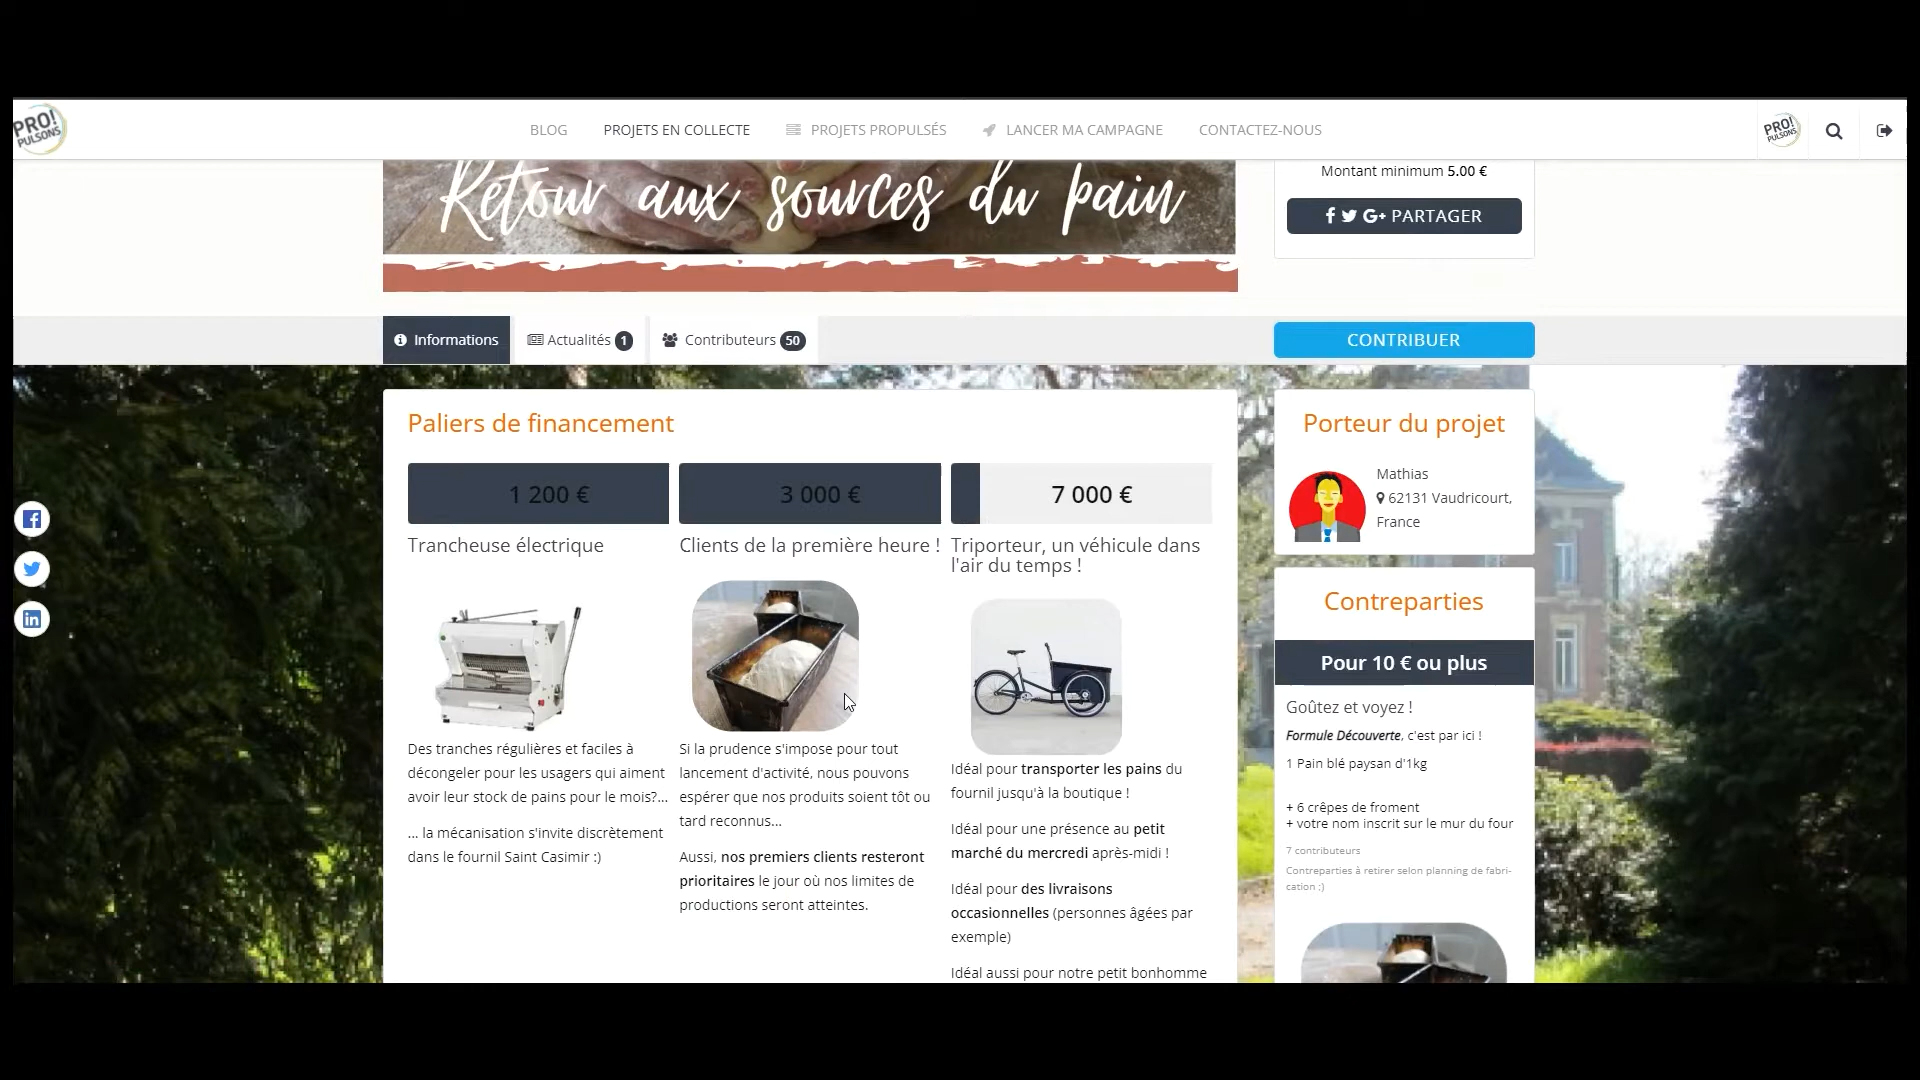 PRO!
PULSONS
BLOG
PROJETS EN COLLECTE
PROJETS PROPULSÉS
LANCER MA CAMPAGNE
CONTACTEZ-NOUS
PRO!
PULSONS
Retour aux sources du pain
Montant minimum 5.00 €
G+ PARTAGER
Informations
Actualités 1
Contributeurs 50
CONTRIBUER
Paliers de financement
1 200 €
Trancheuse électrique
Des tranches régulières et faciles à
décongeler pour les usagers qui aiment
avoir leur stock de pains pour le mois?...
... la mécanisation s'invite discrètement
dans le fournil Saint Casimir :)
3 000 €
Clients de la première heure !
Si la prudence s'impose pour tout
lancement d'activité, nous pouvons
espérer que nos produits soient tôt ou
tard reconnus...
Aussi, nos premiers clients resteront
prioritaires le jour où nos limites de
productions seront atteintes.
7 000 €
Triporteur, un véhicule dans
l'air du temps !
Idéal pour transporter les pains du
fournil jusqu'à la boutique !
Idéal pour une présence au petit
marché du mercredi après-midi !
Idéal pour des livraisons
occasionnelles (personnes âgées par
exemple)
Idéal aussi pour notre petit bonhomme
Porteur du projet
Mathias
62131 Vaudricourt,
France
Contreparties
Pour 10 € ou plus
Goûtez et voyez !
Formule Découverte, c'est par ici !
1 Pain blé paysan d'1kg
+ 6 crêpes de froment
+ votre nom inscrit sur le mur du four
7 contributeurs
Contreparties à retirer selon planning de fabri-
cation :)